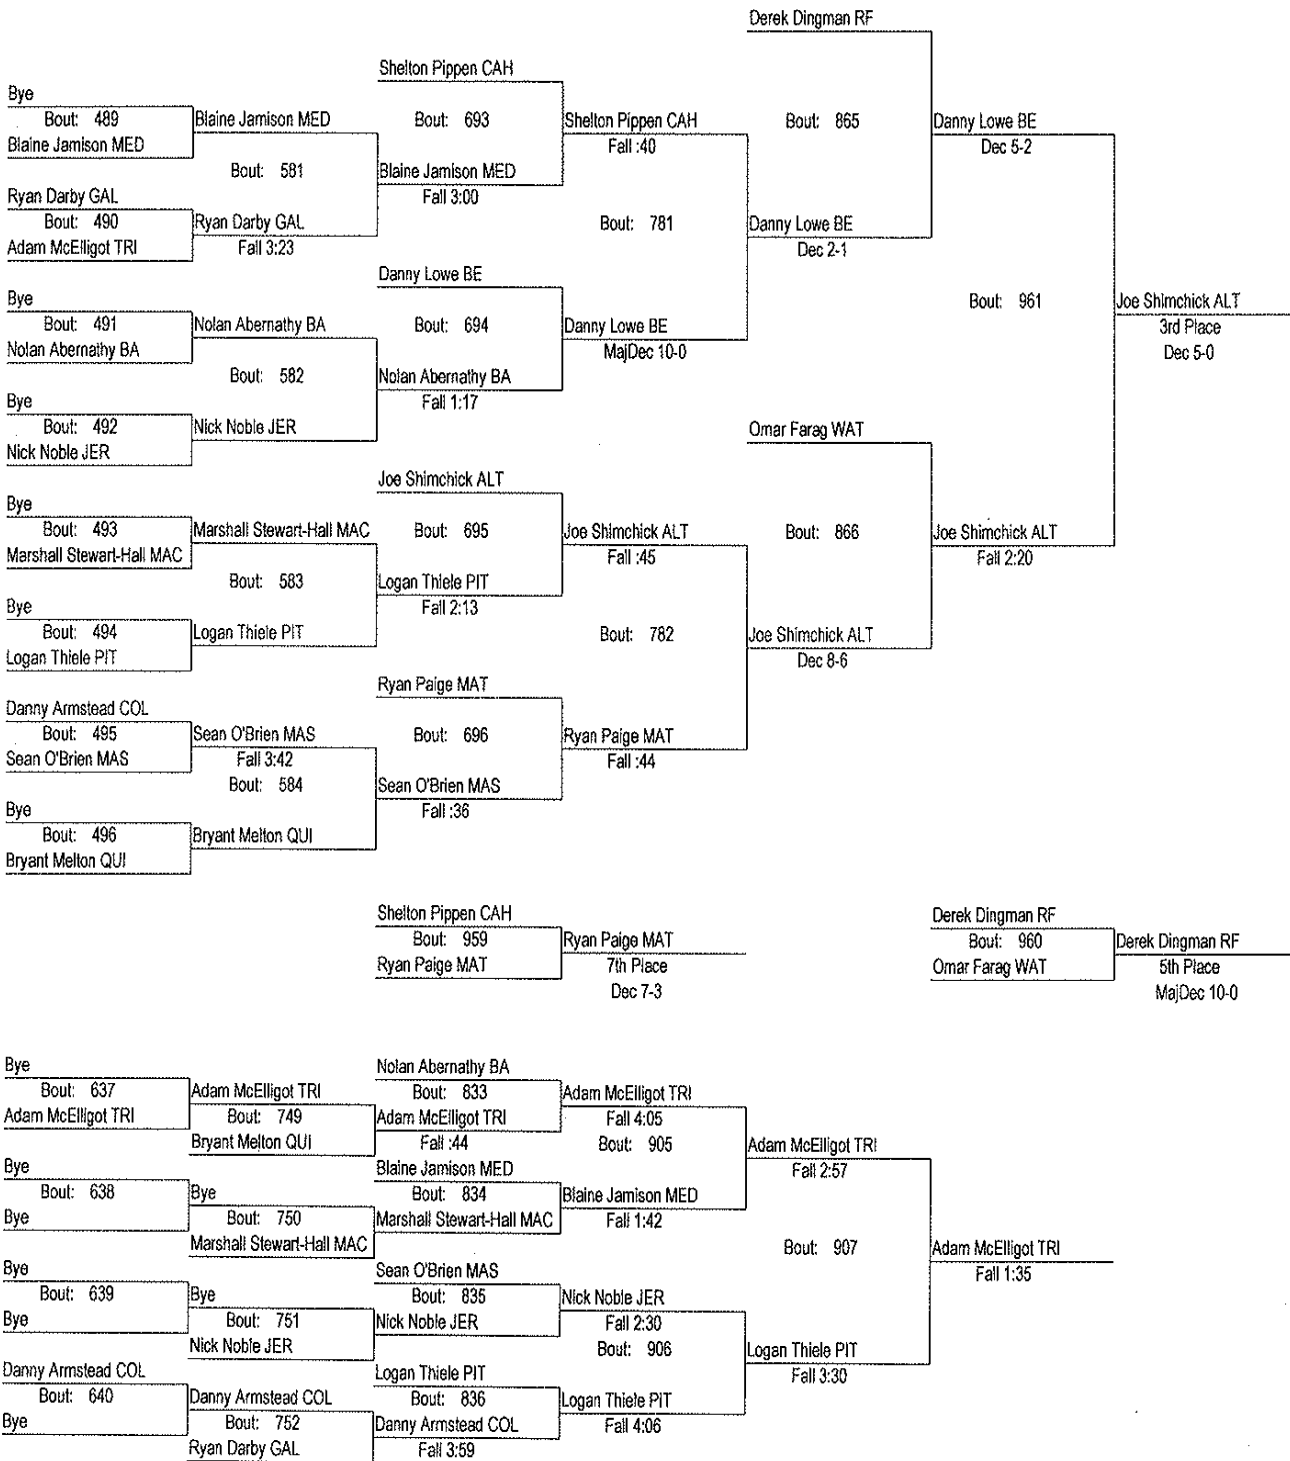 Derek Dingman RF
Shelton Pippen CAH
Bye
Bout: 489
Blaine Jamison MED
Blaine Jamison MED
Bout: 693
Shelton Pippen CAH
Fall :40
Bout: 865
Danny Lowe BE
Dec 5-2
Bout: 581
Blaine Jamison MED
Fall 3:00
Ryan Darby GAL
Bout: 490
Adam McElligot TRI
Ryan Darby GAL
Fall 3:23
Bout: 781
Danny Lowe BE
Dec 2-1
Danny Lowe BE
Bye
Bout: 491
Nolan Abernathy BA
Nolan Abernathy BA
Bout: 694
Danny Lowe BE
MajDec 10-0
Bout: 961
Joe Shimchick ALT
3rd Place
Dec 5-0
Bout: 582
Nolan Abernathy BA
Fall 1:17
Bye
Bout: 492
Nick Noble JER
Nick Noble JER
Omar Farag WAT
Joe Shimchick ALT
Bye
Bout: 493
Marshall Stewart-Hall MAC
Marshall Stewart-Hall MAC
Bout: 695
Joe Shimchick ALT
Fall :45
Bout: 866
Joe Shimchick ALT
Fall 2:20
Bout: 583
Logan Thiele PIT
Fall 2:13
Bye
Bout: 494
Logan Thiele PIT
Logan Thiele PIT
Bout: 782
Joe Shimchick ALT
Dec 8-6
Ryan Paige MAT
Danny Armstead COL
Bout: 495
Sean O'Brien MAS
Sean O'Brien MAS
Fall 3:42
Bout: 696
Ryan Paige MAT
Fall :44
Bout: 584
Sean O'Brien MAS
Fall :36
Bye
Bout: 496
Bryant Melton QUI
Bryant Melton QUI
Shelton Pippen CAH
Bout: 959
Ryan Paige MAT
Ryan Paige MAT
7th Place
Dec 7-3
Derek Dingman RF
Bout: 960
Omar Farag WAT
Derek Dingman RF
5th Place
MajDec 10-0
Bye
Bout: 637
Adam McElligot TRI
Adam McElligot TRI
Bout: 749
Bryant Melton QUI
Nolan Abernathy BA
Bout: 833
Adam McElligot TRI
Fall :44
Adam McElligot TRI
Fall 4:05
Bout: 905
Adam McElligot TRI
Fall 2:57
Bye
Bout: 638
Bye
Bye
Bout: 750
Marshall Stewart-Hall MAC
Blaine Jamison MED
Bout: 834
Marshall Stewart-Hall MAC
Blaine Jamison MED
Fall 1:42
Bout: 907
Adam McElligot TRI
Fall 1:35
Bye
Bout: 639
Bye
Bye
Bout: 751
Nick Noble JER
Sean O'Brien MAS
Bout: 835
Nick Noble JER
Nick Noble JER
Fall 2:30
Bout: 906
Logan Thiele PIT
Fall 3:30
Danny Armstead COL
Bout: 640
Bye
Danny Armstead COL
Bout: 752
Ryan Darby GAL
Logan Thiele PIT
Bout: 836
Danny Armstead COL
Fall 3:59
Logan Thiele PIT
Fall 4:06